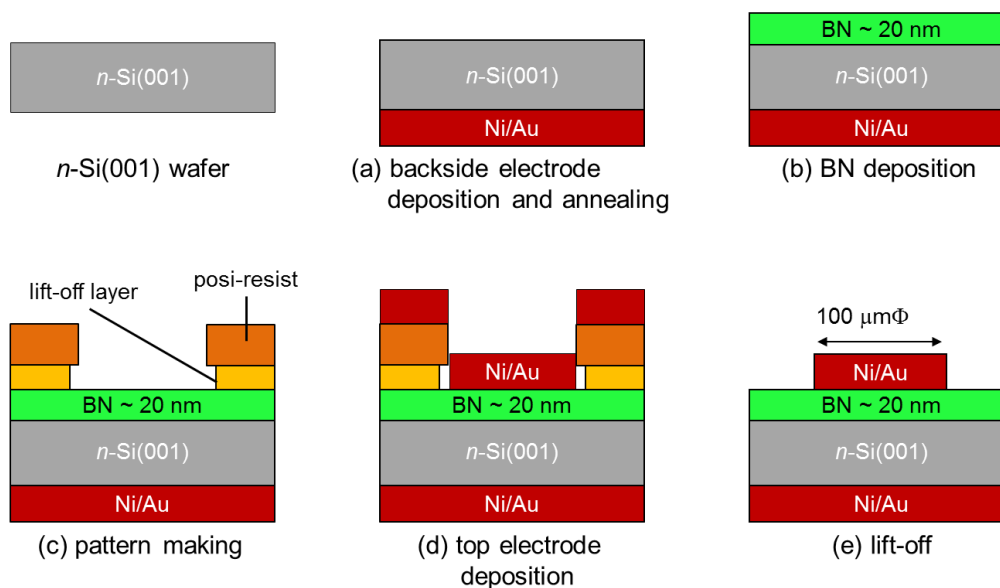 n-Si(001)
n-Si(001) wafer
n-Si(001)
Ni/Au
(a) backside electrode
deposition and annealing
BN ~ 20 nm
n-Si(001)
Ni/Au
(b) BN deposition
lift-off layer
posi-resist
BN ~ 20 nm
n-Si(001)
Ni/Au
(c) pattern making
Ni/Au
BN ~ 20 nm
n-Si(001)
Ni/Au
(d) top electrode
deposition
100 μmΦ
Ni/Au
BN ~ 20 nm
n-Si(001)
Ni/Au
(e) lift-off